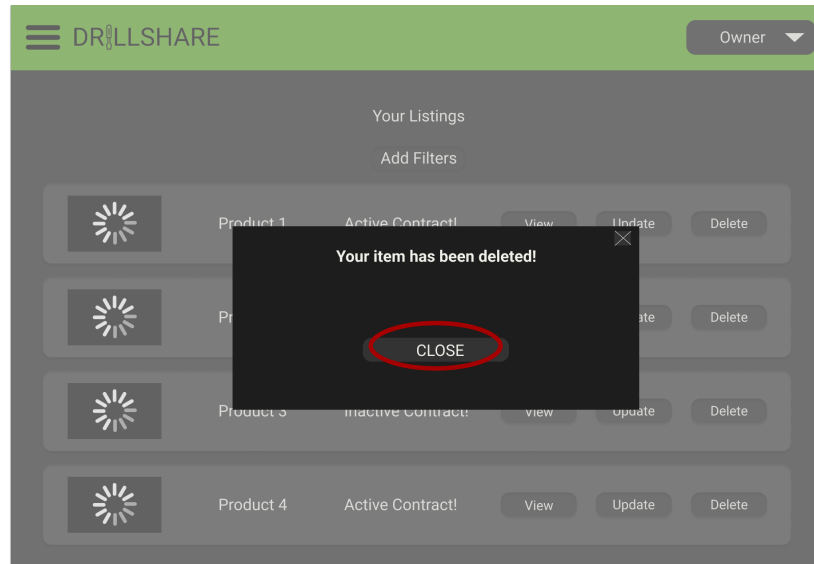 DRILLSHARE
Owner
Your Listings
Add Filters
Product 1 Active Contract! View Update Delete
Your item has been deleted!
Delete
CLOSE
Product 3 Inactive Contract! View Update Delete
Product 4 Active Contract! View Update Delete